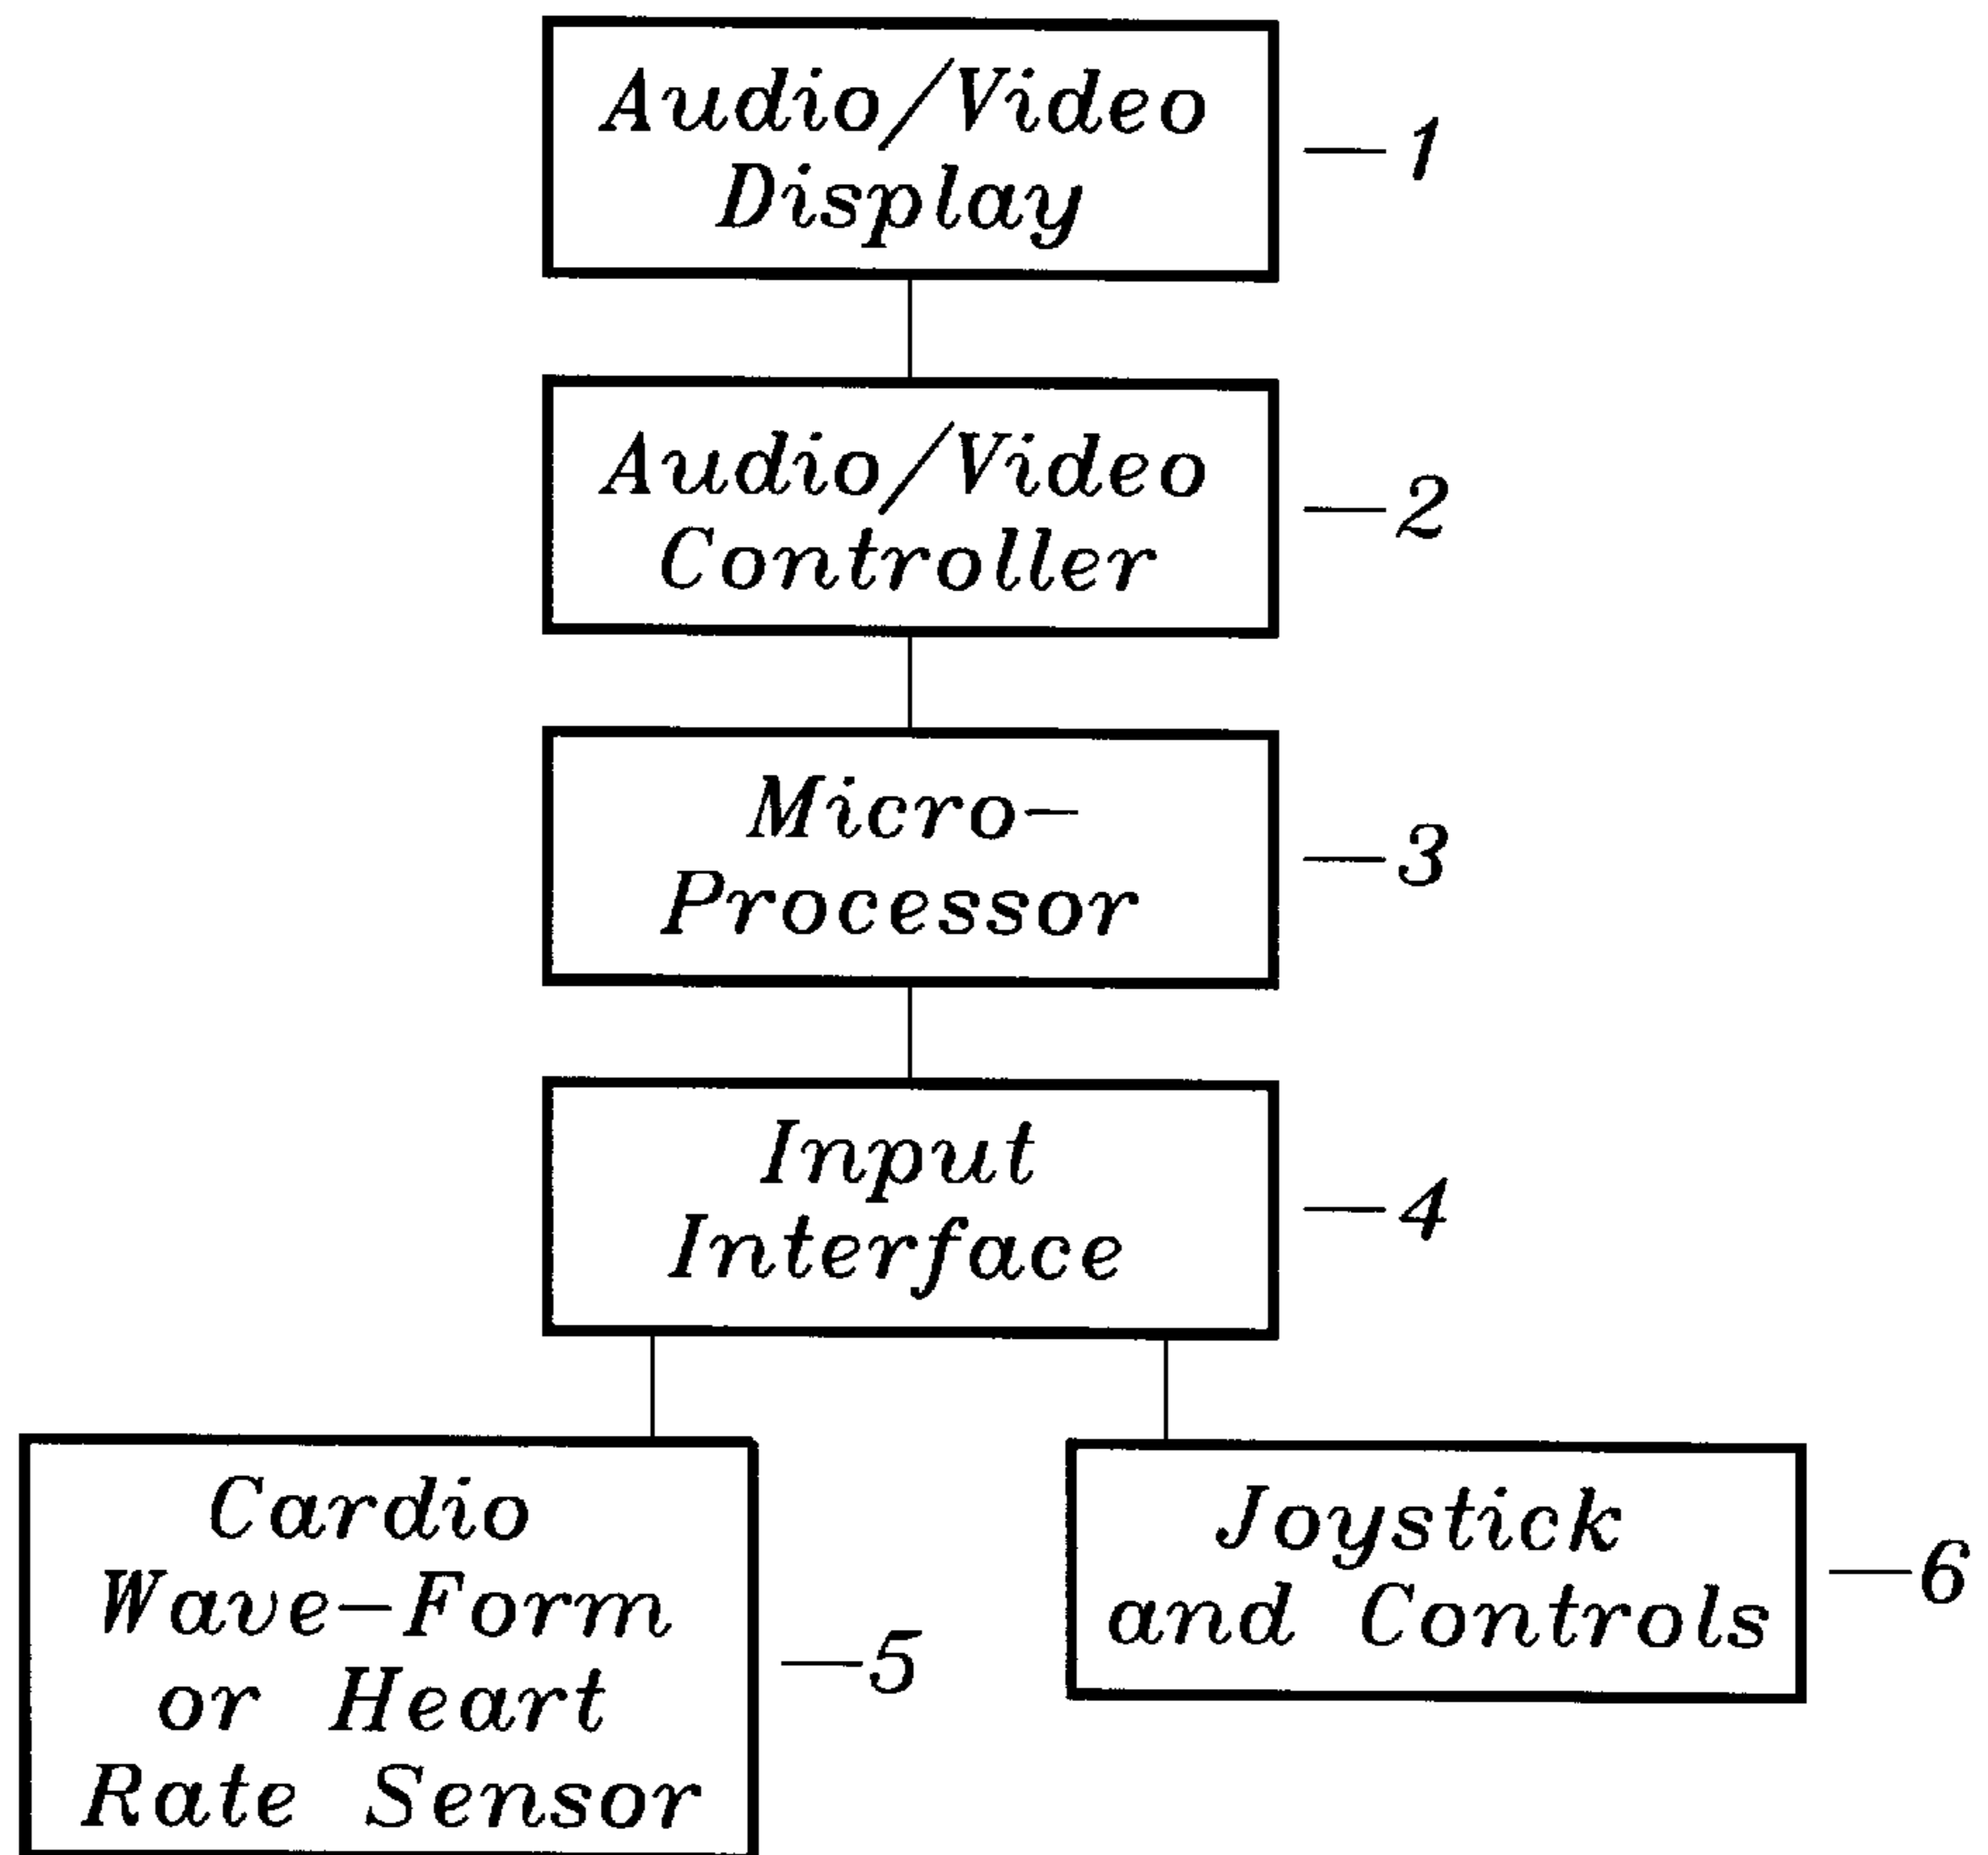 Audio/Video
Display
—1
Audio/Video
Controller
—2
Micro-
Processor
—3
Input
Interface
—4
Cardio
Wave-Form
or Heart
Rate Sensor
—5
Joystick
and Controls
—6